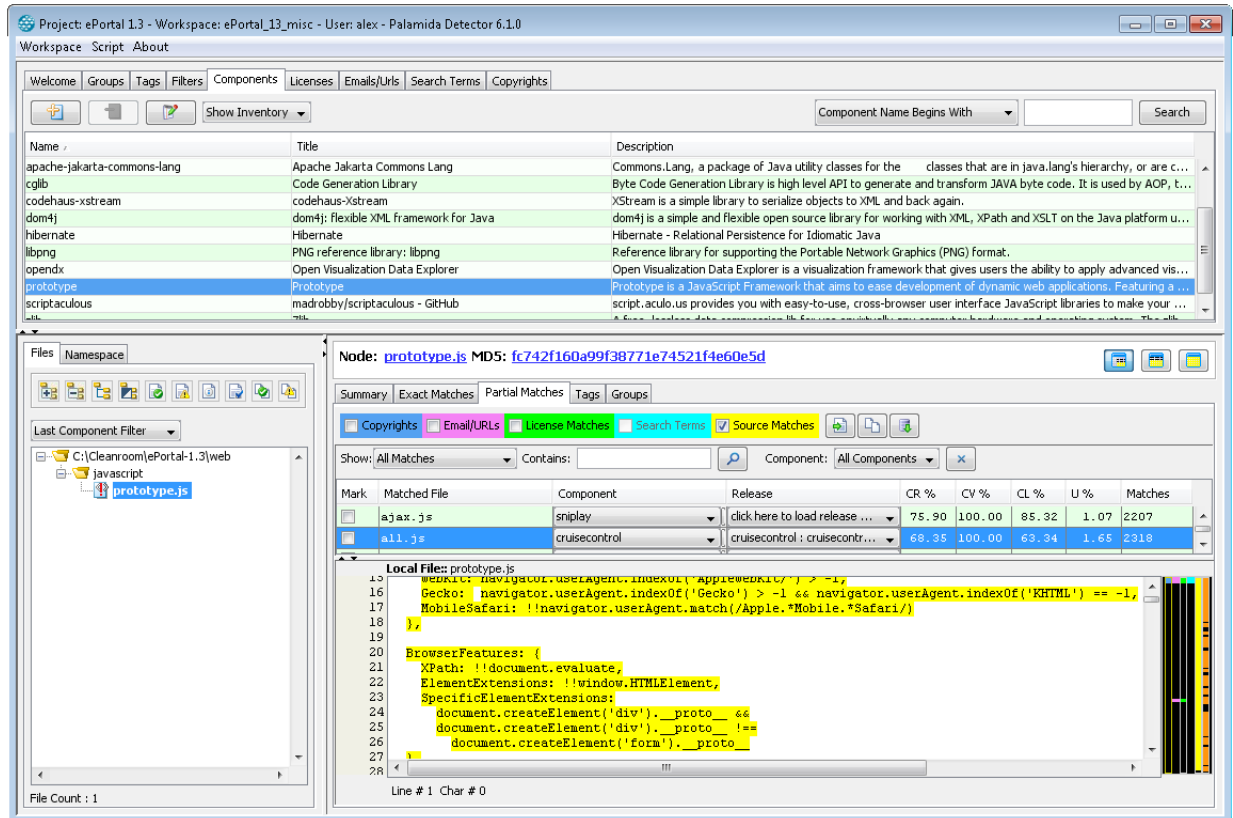 Project: ePortal 1.3 - Workspace: ePortal_13_misc - User: alex - Palamida Detector 6.1.0
Workspace Script About
Welcome Groups Tags Filters Components Licenses Emails/Urls Search Terms Copyrights
Show Inventory Component Name Begins With Search
Name Title Description
apache-jakarta-commons-lang Apache Jakarta Commons Lang Commons.Lang, a package of Java utility classes for the classes that are in java.lang's hierarchy, or are c...
cglib Code Generation Library Byte Code Generation Library is high level API to generate and transform JAVA byte code. It is used by AOP, t...
codehaus-xstream codehaus-Xstream XStream is a simple library to serialize objects to XML and back again.
dom4j dom4j: flexible XML framework for Java dom4j is a simple and flexible open source library for working with XML, XPath and XSLT on the Java platform u...
hibernate Hibernate Hibernate - Relational Persistence for Idiomatic Java
libpng PNG reference library: libpng Reference library for supporting the Portable Network Graphics (PNG) format.
opendx Open Visualization Data Explorer Open Visualization Data Explorer is a visualization framework that gives users the ability to apply advanced vis...
prototype Prototype Prototype is a JavaScript Framework that aims to ease development of dynamic web applications. Featuring a ...
scriptaculous madrobby/scriptaculous - GitHub script.aculo.us provides you with easy-to-use, cross-browser user interface JavaScript libraries to make your ...
Files Namespace
Last Component Filter
C:\Cleanroom\ePortal-1.3\web
javascript
prototype.js
File Count : 1
Node: prototype.js MD5: fc742f160a99f38771e74521f4e60e5d
Summary Exact Matches Partial Matches Tags Groups
Copyrights Email/URLs License Matches Search Terms Source Matches
Show: All Matches Contains: Component: All Components
Mark Matched File Component Release CR % CV % CL % U % Matches
ajax.js sniplay click here to load release ... 75.90 100.00 85.32 1.07 2207
all.js cruisecontrol cruisecontrol : cruisecontr... 68.35 100.00 63.34 1.65 2318
Local File:: prototype.js
15 WebKit: navigator.userAgent.indexOf('AppleWebKit/') > -1,
16 Gecko: navigator.userAgent.indexOf('Gecko') > -1 && navigator.userAgent.indexOf('KHTML') == -1,
17 MobileSafari: !!navigator.userAgent.match(/Apple.*Mobile.*Safari/)
18 },
19
20 BrowserFeatures: {
21 XPath: !!document.evaluate,
22 ElementExtensions: !!window.HTMLElement,
23 SpecificElementExtensions:
24 document.createElement('div').__proto__ &&
25 document.createElement('div').__proto__ !==
26 document.createElement('form').__proto__
27 }
28
Line # 1 Char # 0